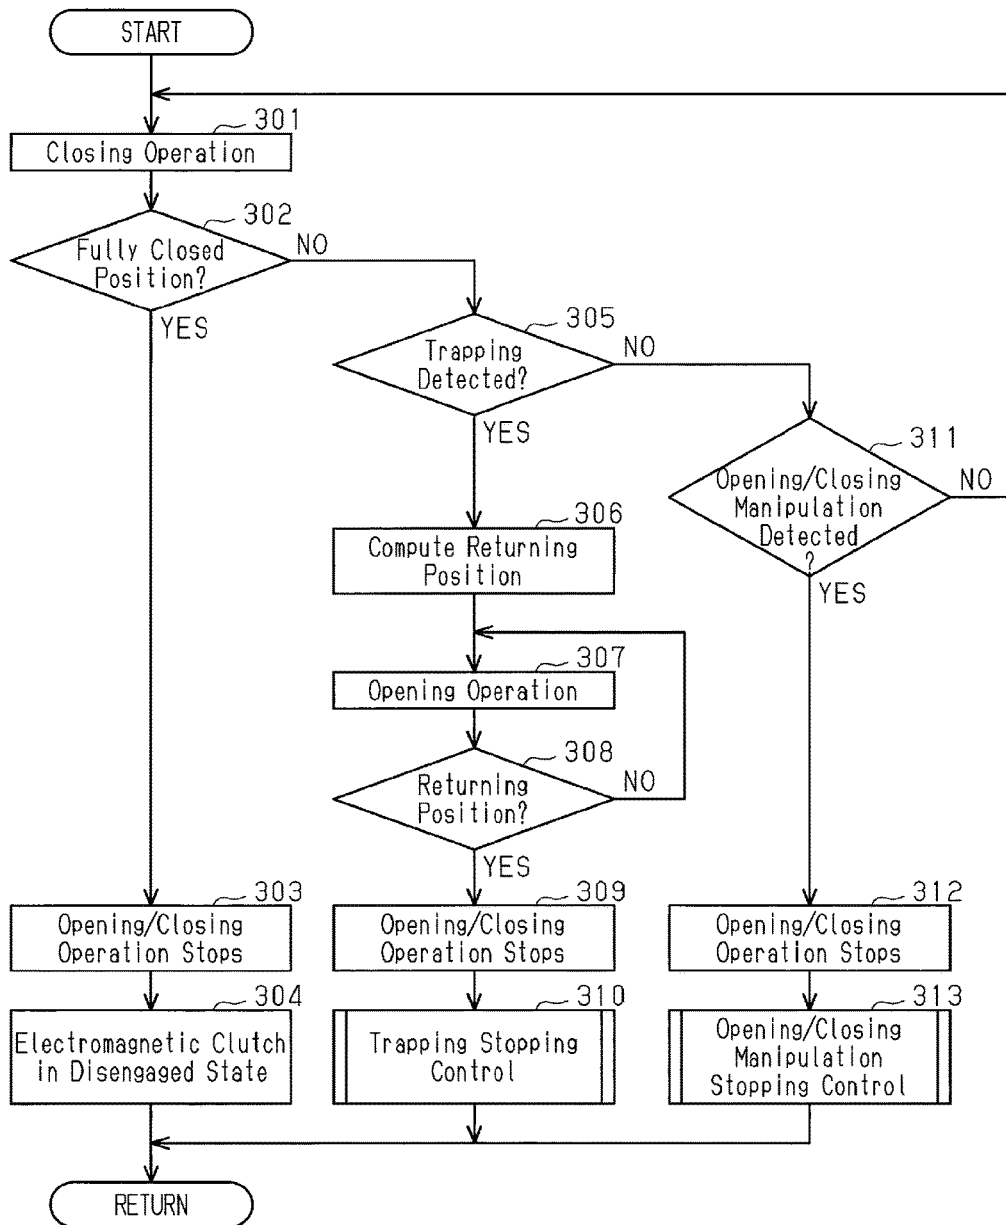 START
301
Closing Operation
302
Fully Closed
Position?
NO
YES
305
Trapping
Detected?
NO
YES
311
Opening/Closing
Manipulation
Detected
?
NO
YES
306
Compute Returning
Position
307
Opening Operation
308
Returning
Position?
NO
YES
303
Opening/Closing
Operation Stops
309
Opening/Closing
Operation Stops
312
Opening/Closing
Operation Stops
304
Electromagnetic Clutch
in Disengaged State
310
Trapping Stopping
Control
313
Opening/Closing
Manipulation
Stopping Control
RETURN